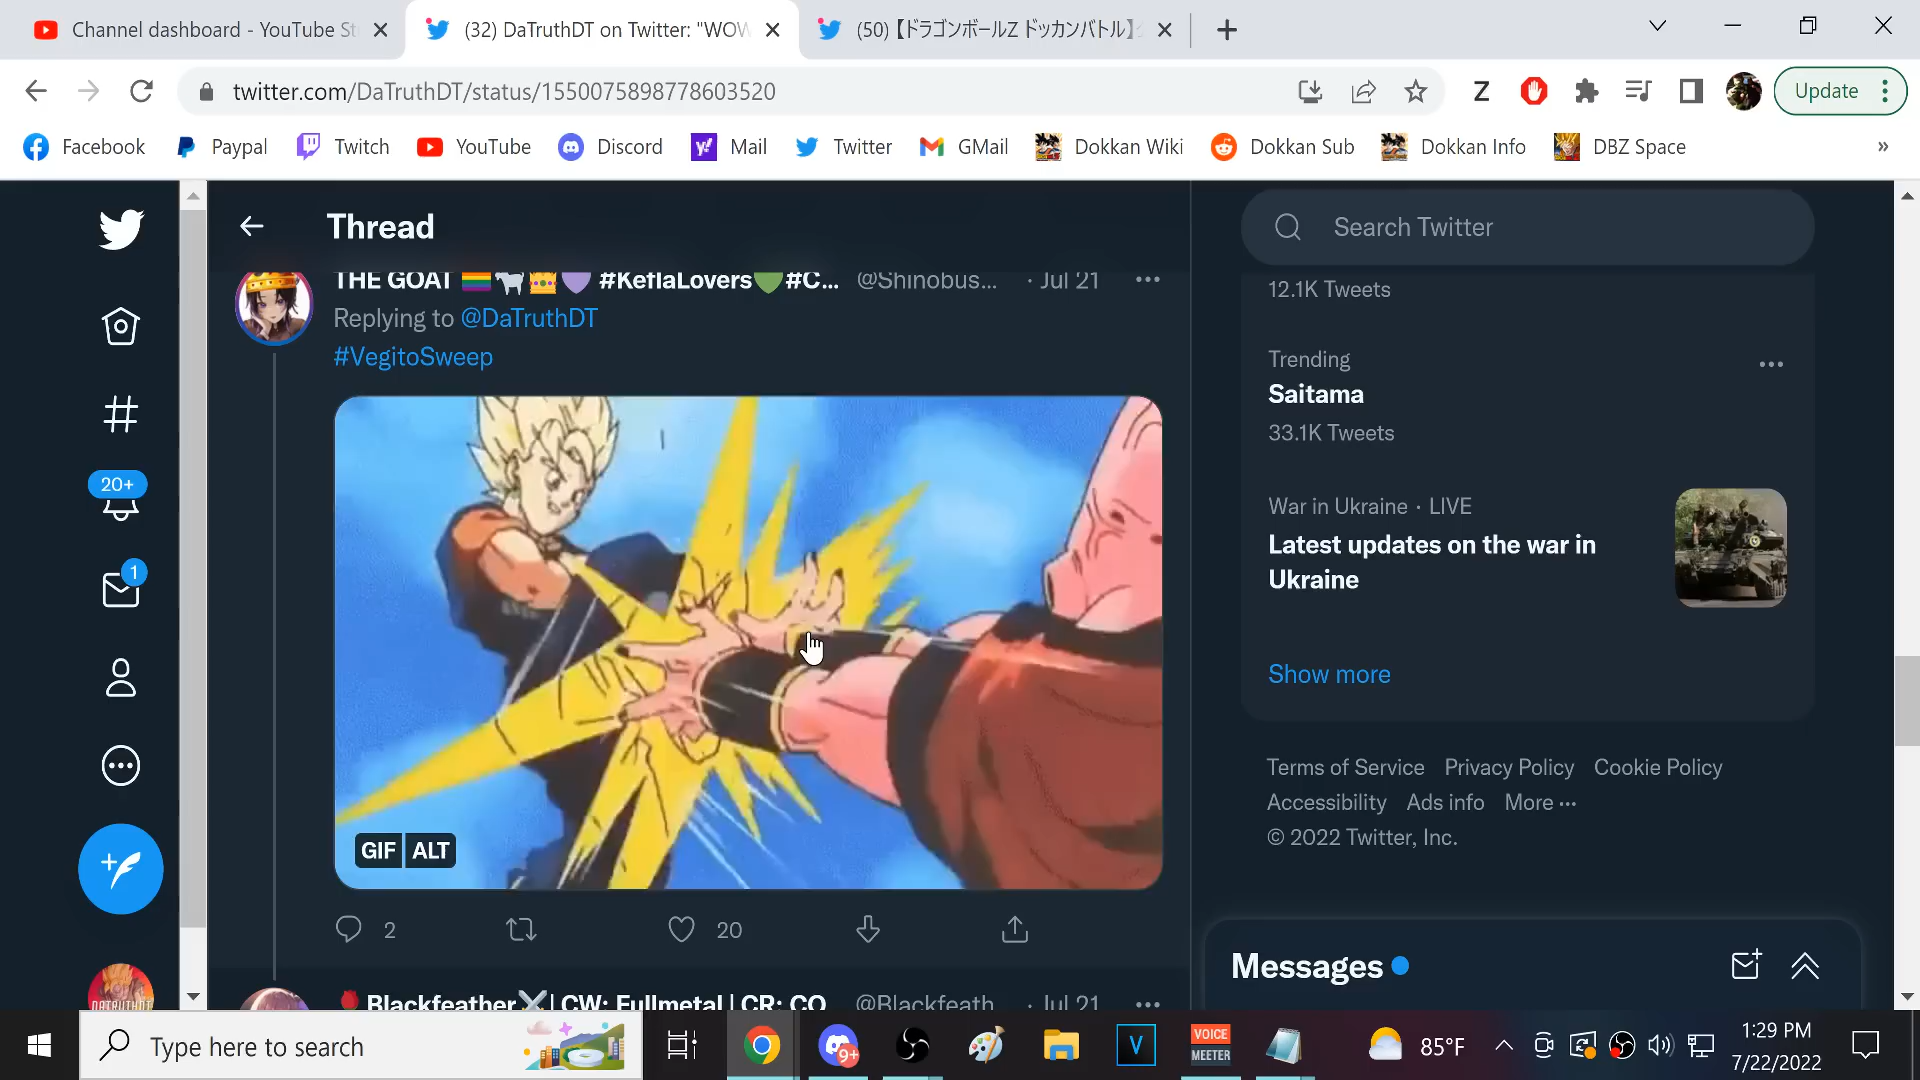 Channel dashboard - YouTube St
(32) DaTruthDT on Twitter: "WOW
(50)【ドラゴンボールZ ドッカンバトル】
twitter.com/DaTruthDT/status/1550075898778603520
Z
Update
Facebook Paypal Twitch YouTube Discord Mail Twitter GMail Dokkan Wiki Dokkan Sub Dokkan Info DBZ Space »
Thread
Search Twitter
THE GOAT #KeflaLovers #C... @Shinobus... · Jul 21
Replying to @DaTruthDT
#VegitoSweep
GIF ALT
2
20
Blackfeather | CW: Fullmetal | CR: CO @Blackfeath · Jul 21
20+
1
DATRUTHDT
12.1K Tweets
Trending
Saitama
33.1K Tweets
War in Ukraine · LIVE
Latest updates on the war in
Ukraine
Show more
Terms of Service Privacy Policy Cookie Policy
Accessibility Ads info More
© 2022 Twitter, Inc.
Messages
Type here to search
9+
V
VOICE
MEETER
85°F
1:29 PM
7/22/2022